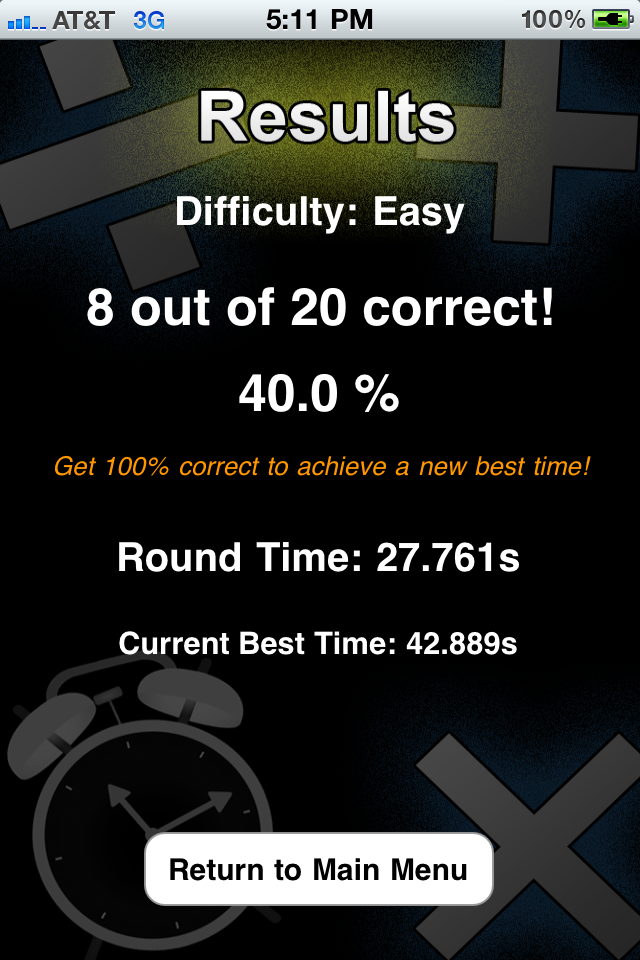 AT&T 3G 5:11 PM 100%
Results
Difficulty: Easy
8 out of 20 correct!
40.0 %
Get 100% correct to achieve a new best time!
Round Time: 27.761s
Current Best Time: 42.889s
Return to Main Menu